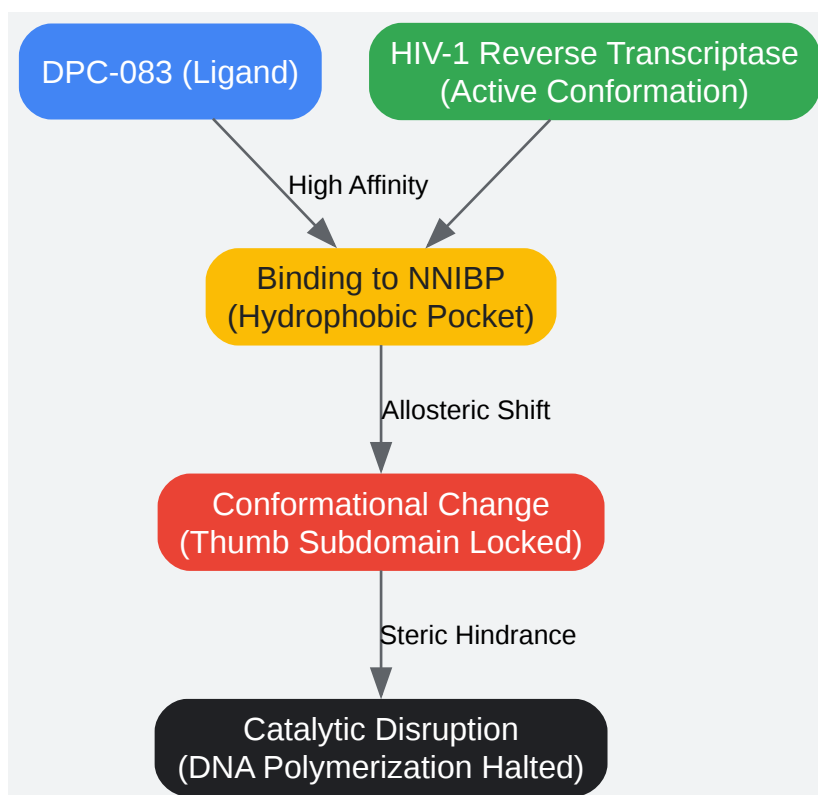 DPC-083 (Ligand)
HIV-1 Reverse Transcriptase
(Active Conformation)
High Affinity
Binding to NNIBP
(Hydrophobic Pocket)
Allosteric Shift
Conformational Change
(Thumb Subdomain Locked)
Steric Hindrance
Catalytic Disruption
(DNA Polymerization Halted)